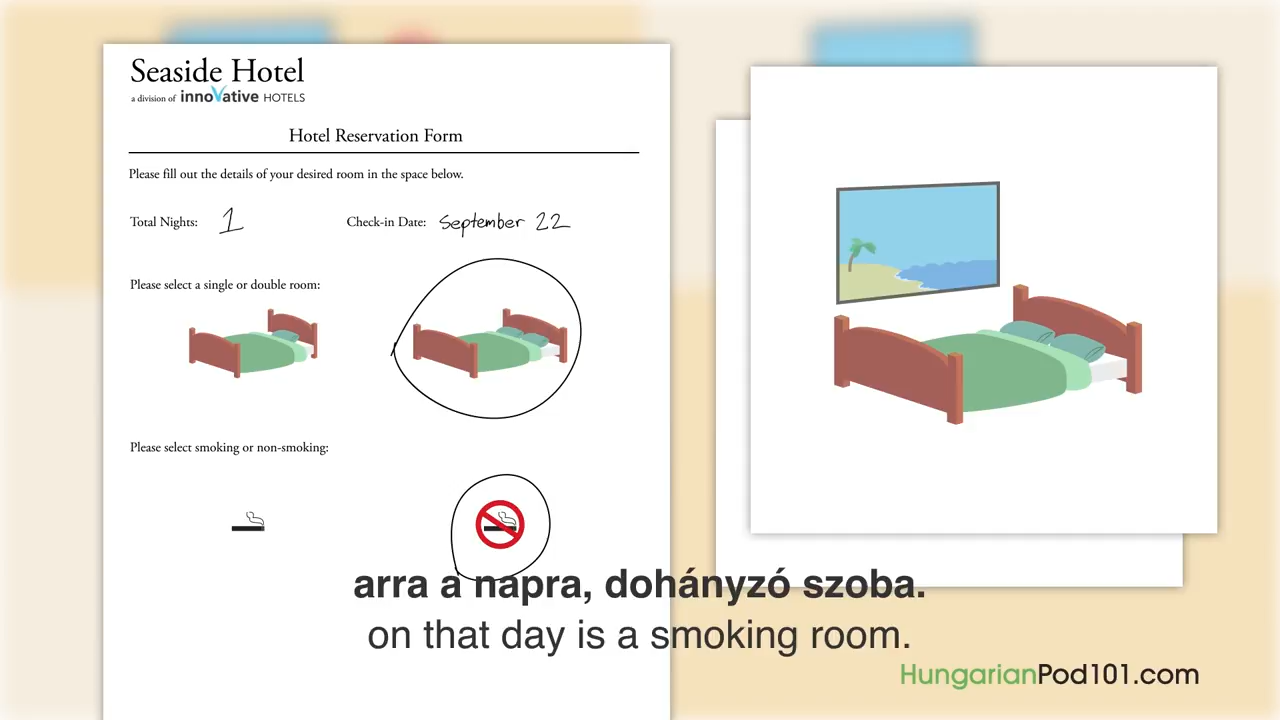 Seaside Hotel
a division of innoVative HOTELS
Hotel Reservation Form
Please fill out the details of your desired room in the space below.
Total Nights: 1 Check-in Date: September 22
Please select a single or double room:
Please select smoking or non-smoking:
arra a napra, dohányzó szoba.
on that day is a smoking room.
HungarianPod101.com